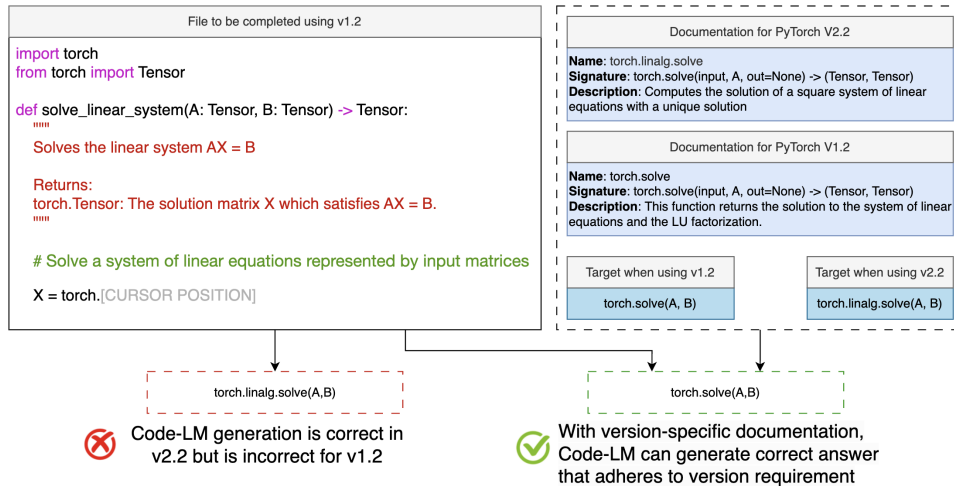 File to be completed using v1.2
import torch
from torch import Tensor
def solve_linear_system(A: Tensor, B: Tensor) -> Tensor:
"""
Solves the linear system AX = B
Returns:
torch.Tensor: The solution matrix X which satisfies AX = B.
"""
# Solve a system of linear equations represented by input matrices
X = torch.[CURSOR POSITION]
Documentation for PyTorch V2.2
Name: torch.linalg.solve
Signature: torch.solve(input, A, out=None) -> (Tensor, Tensor)
Description: Computes the solution of a square system of linear
equations with a unique solution
Documentation for PyTorch V1.2
Name: torch.solve
Signature: torch.solve(input, A, out=None) -> (Tensor, Tensor)
Description: This function returns the solution to the system of linear
equations and the LU factorization.
Target when using v1.2
torch.solve(A, B)
Target when using v2.2
torch.linalg.solve(A, B)
torch.linalg.solve(A,B)
Code-LM generation is correct in
v2.2 but is incorrect for v1.2
torch.solve(A,B)
With version-specific documentation,
Code-LM can generate correct answer
that adheres to version requirement